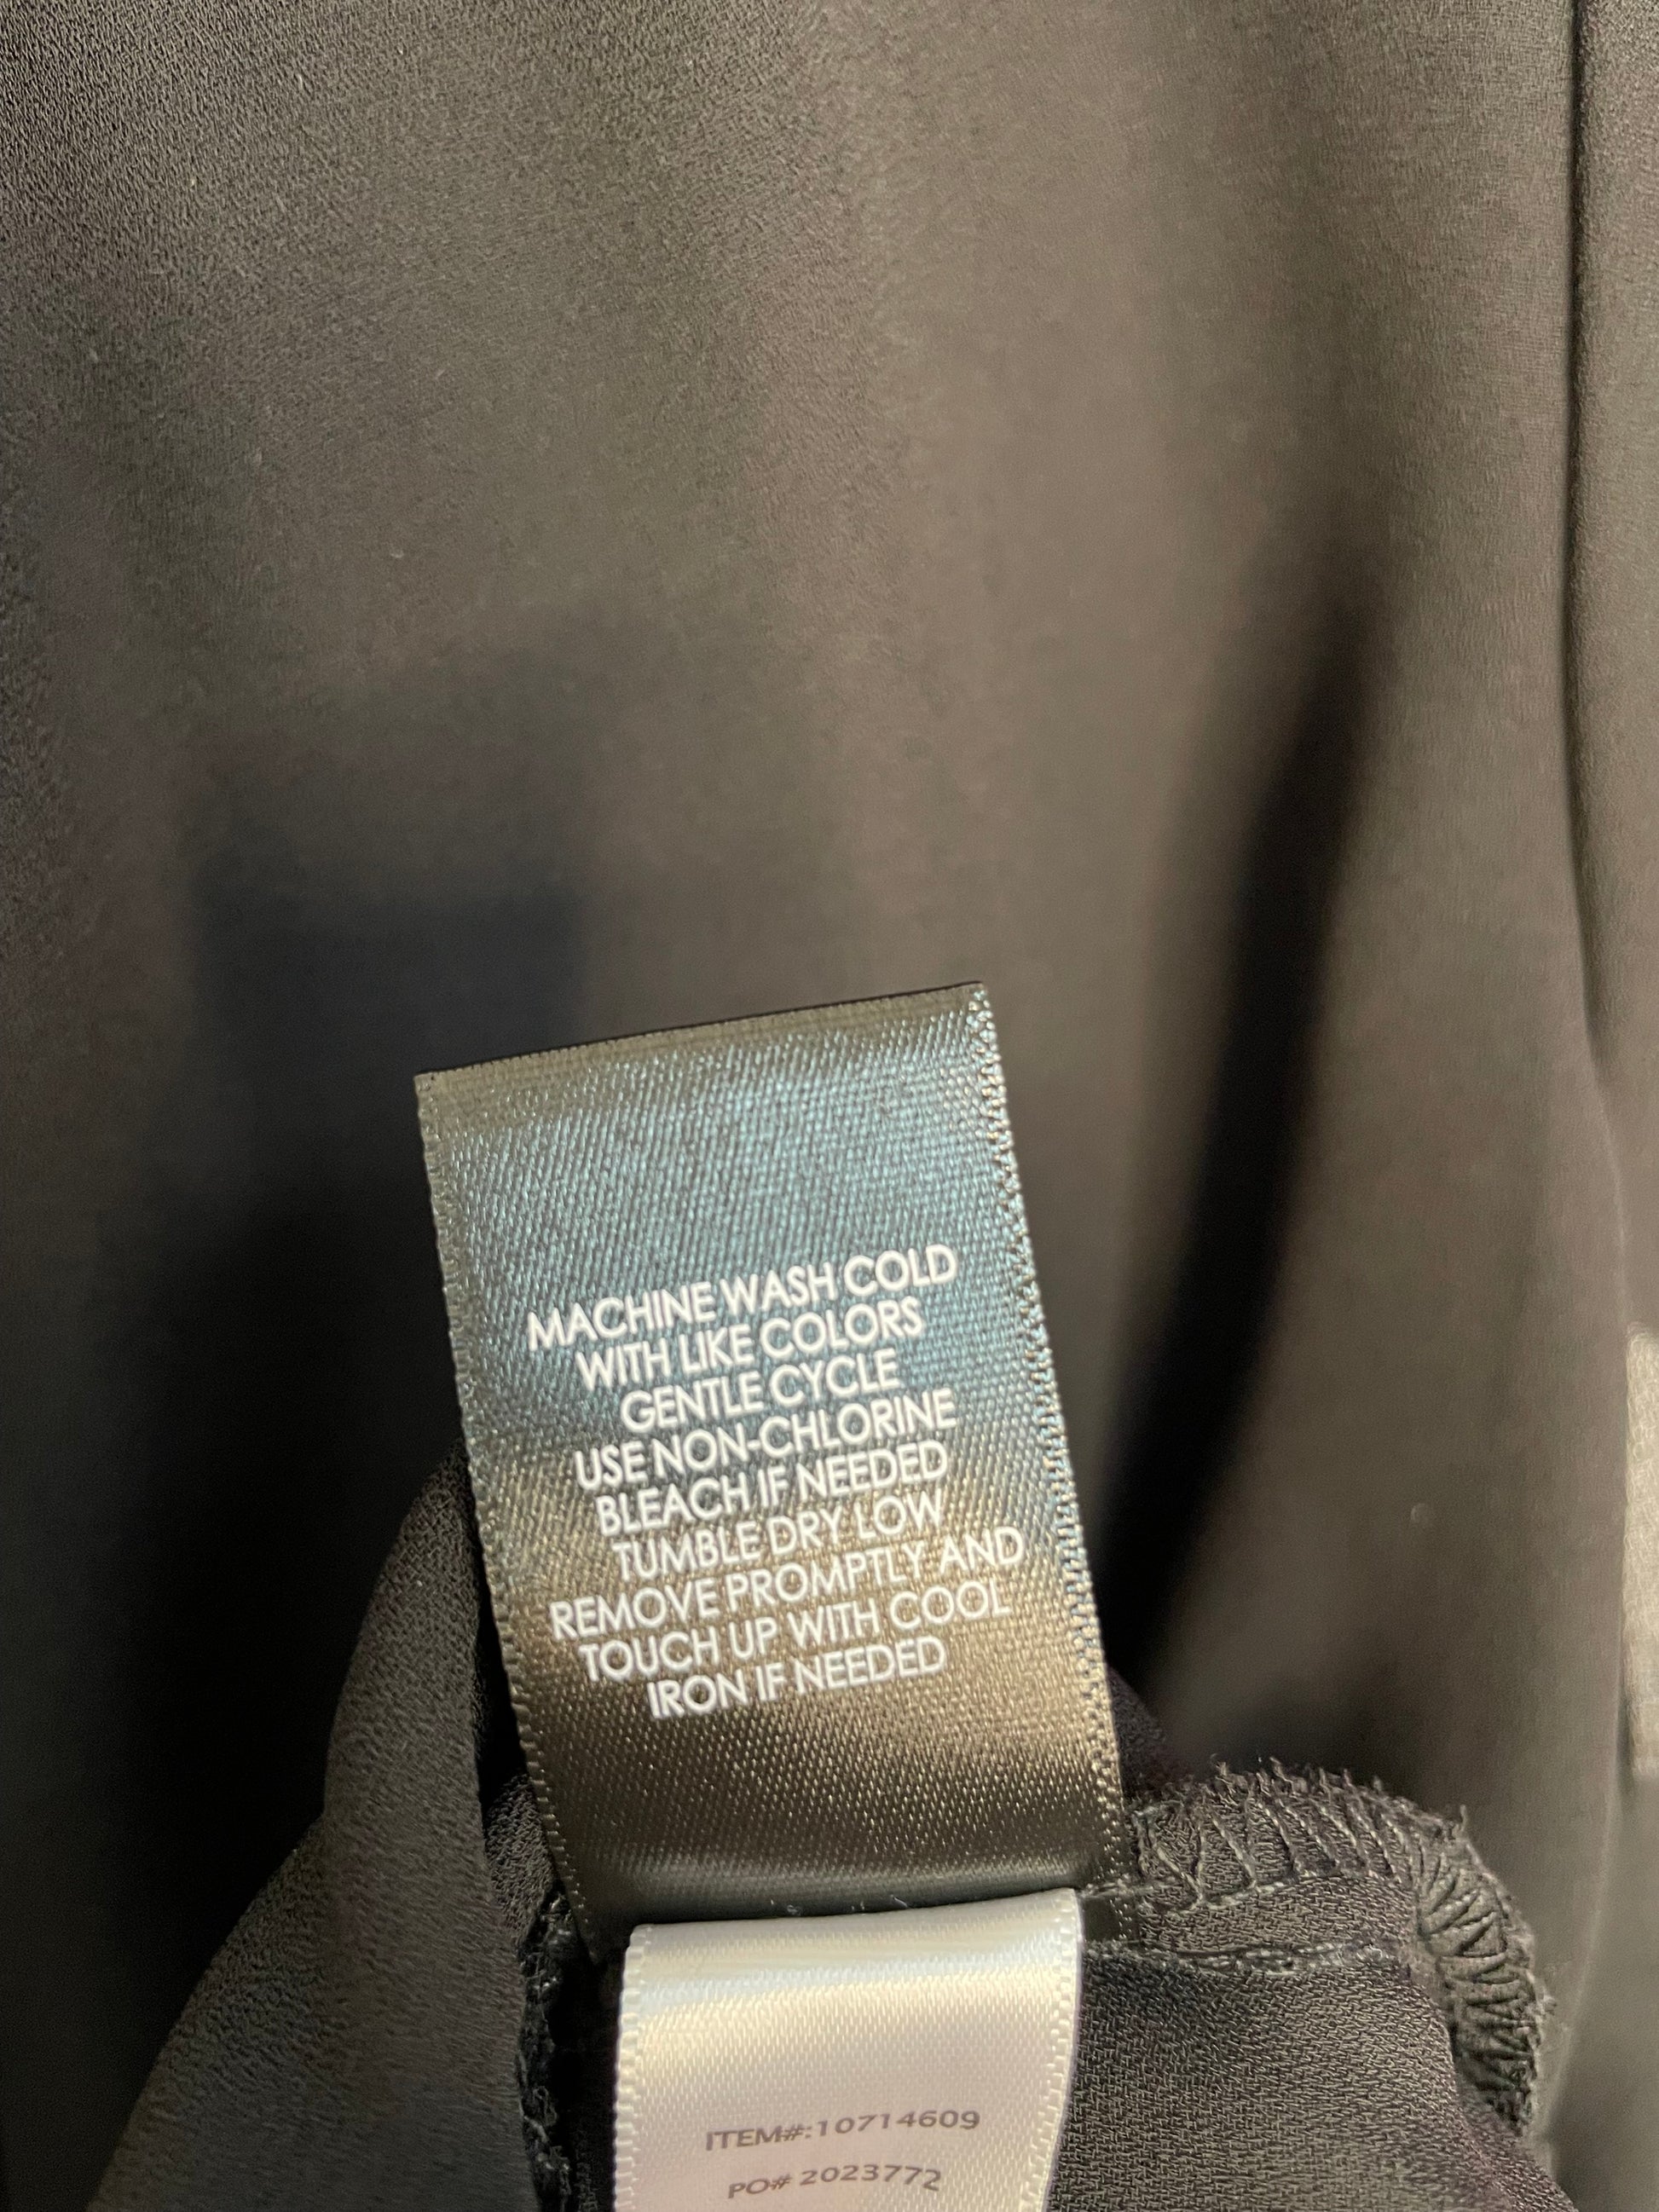 MACHINE WASH COLD
WITH LIKE COLORS
GENTLE CYCLE
USE NON-CHLORINE
BLEACH IF NEEDED
TUMBLE DRY LOW
REMOVE PROMPTLY AND
TOUCH UP WITH COOL
IRON IF NEEDED
ITEM#:10714609
PO# 2023772